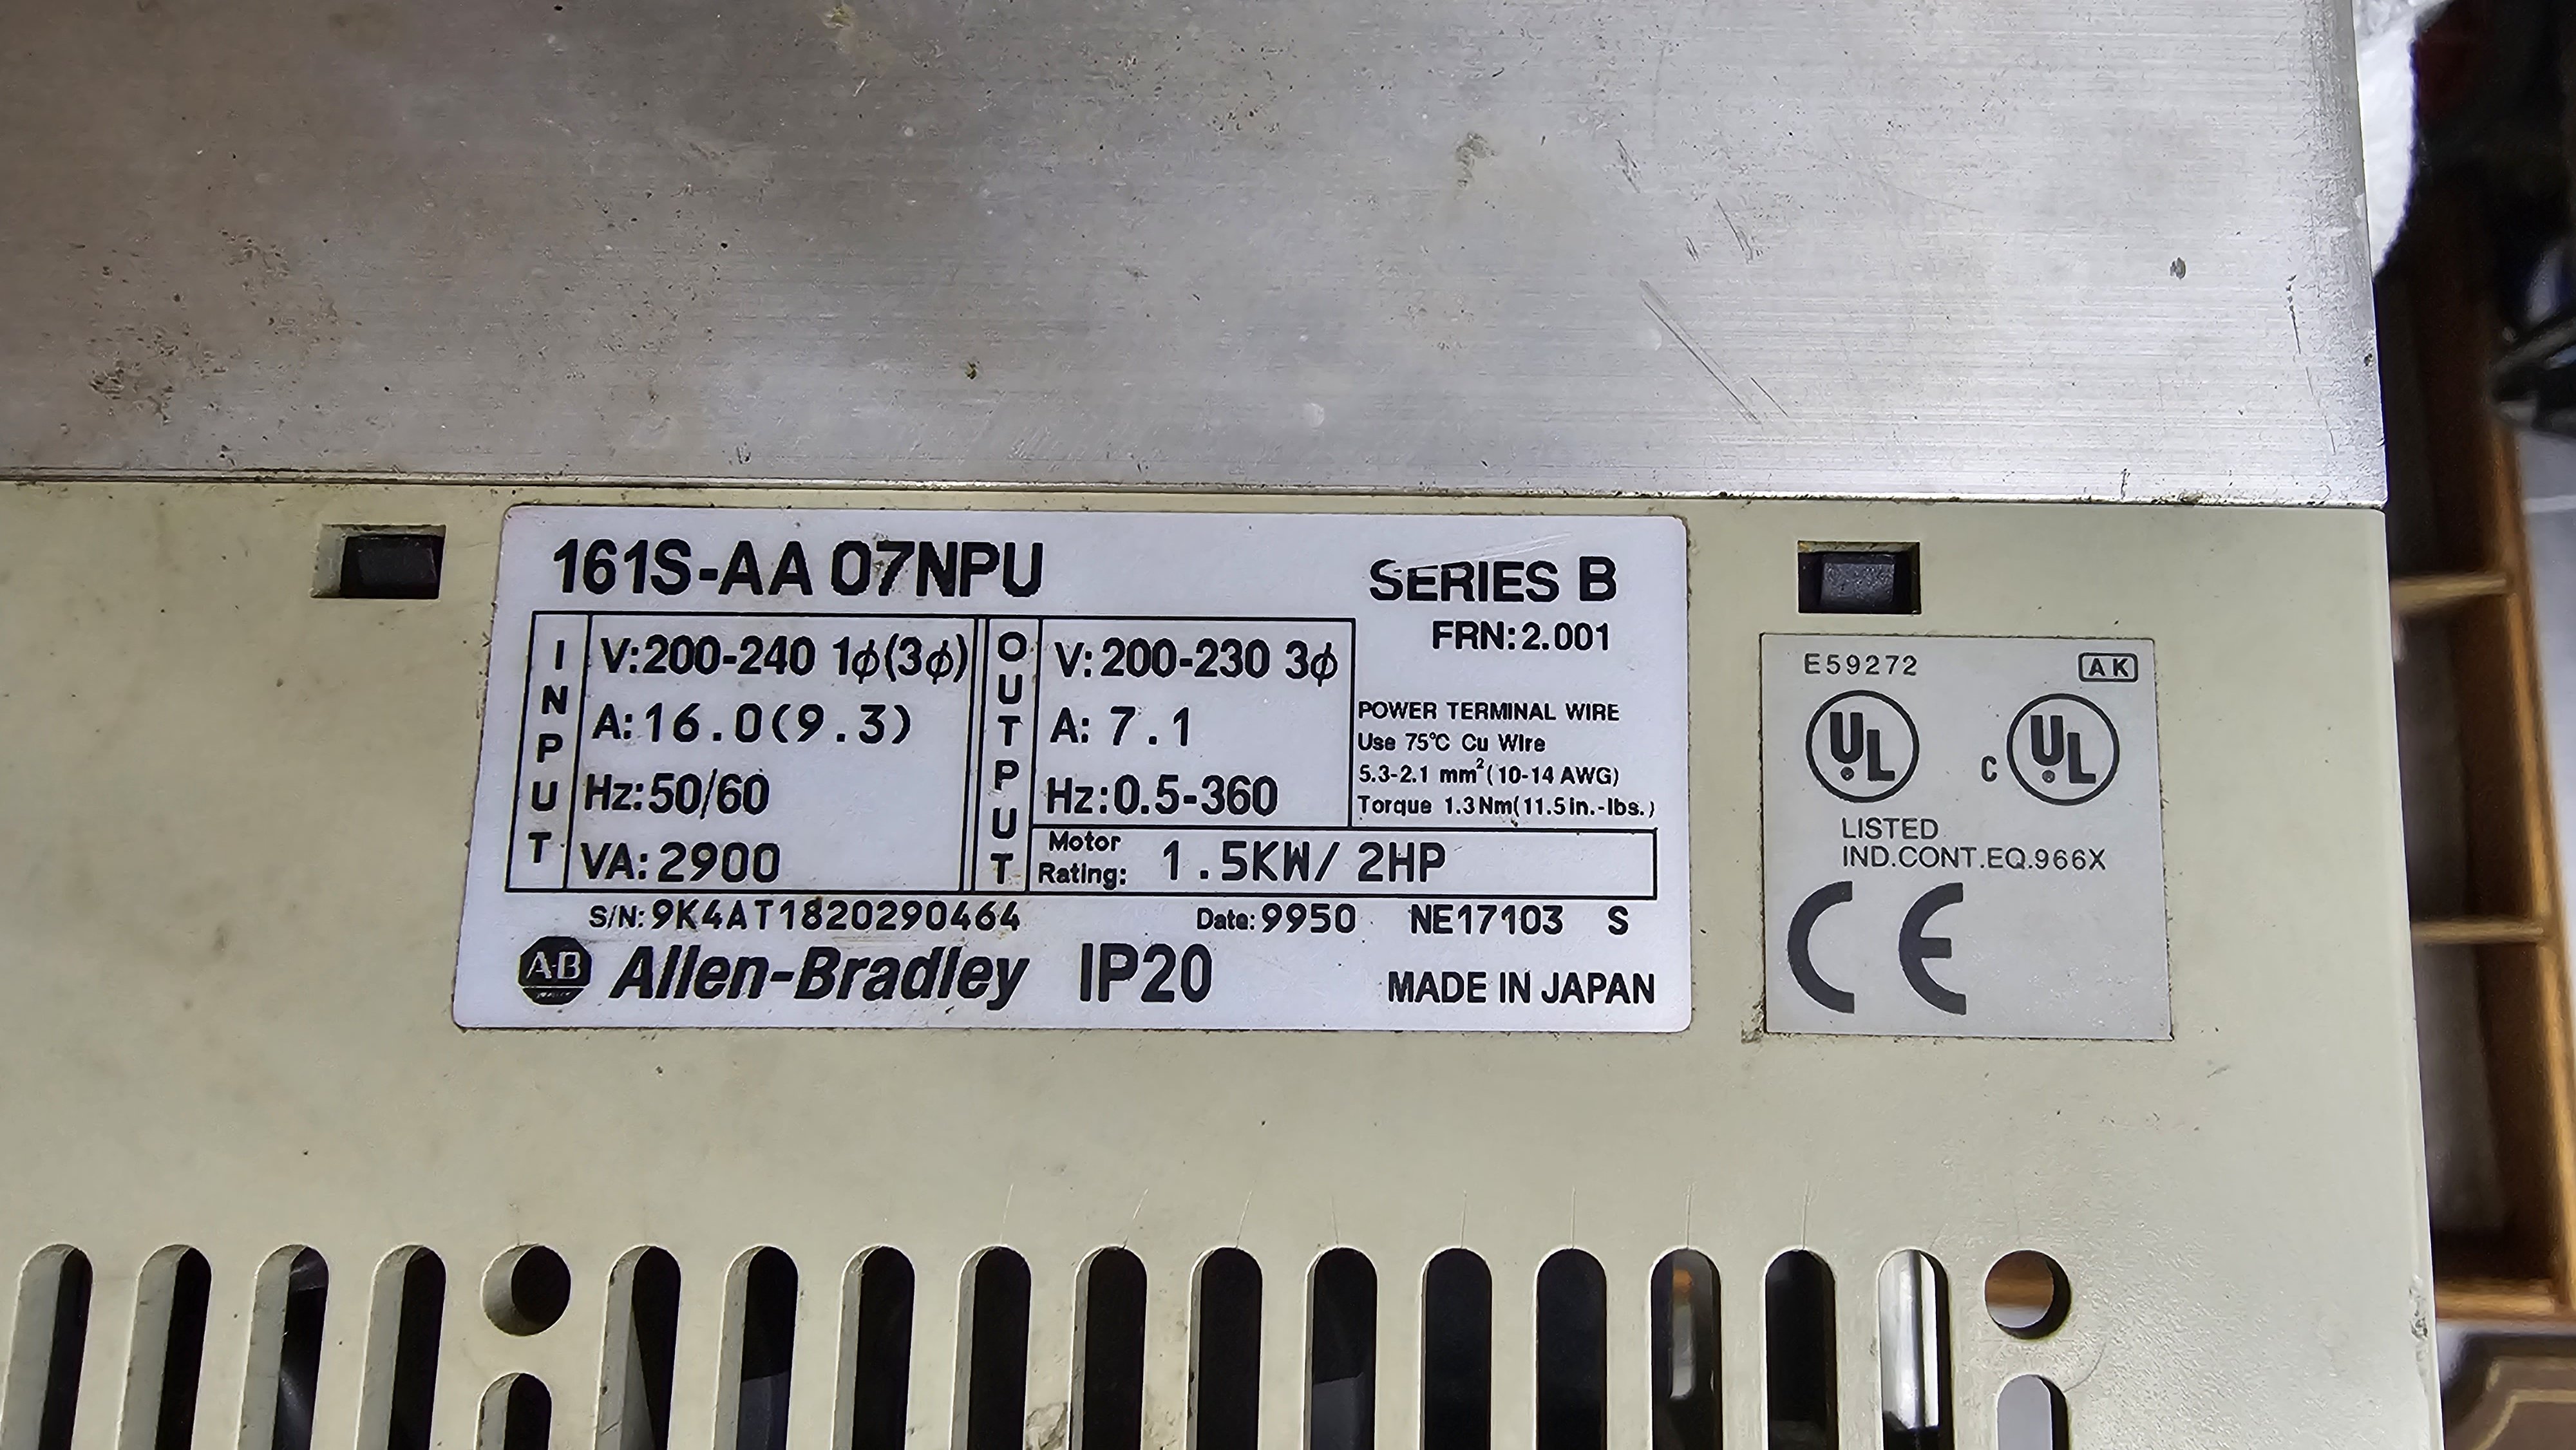 161S-AA 07NPU
SERIES B
FRN: 2.001
INPUT
V: 200-240 1ϕ(3ϕ)
A: 16.0(9.3)
Hz: 50/60
VA: 2900
OUTPUT
V: 200-230 3ϕ
A: 7.1
Hz: 0.5-360
POWER TERMINAL WIRE
Use 75℃ Cu Wire
5.3-2.1 mm² (10-14 AWG)
Torque 1.3 Nm(11.5in.-lbs.)
Motor Rating: 1.5KW/ 2HP
S/N: 9K4AT1820290464 Date: 9950 NE17103 S
AB Allen-Bradley IP20 MADE IN JAPAN
E59272 AK
UL c UL
LISTED
IND.CONT.EQ.966X
CE